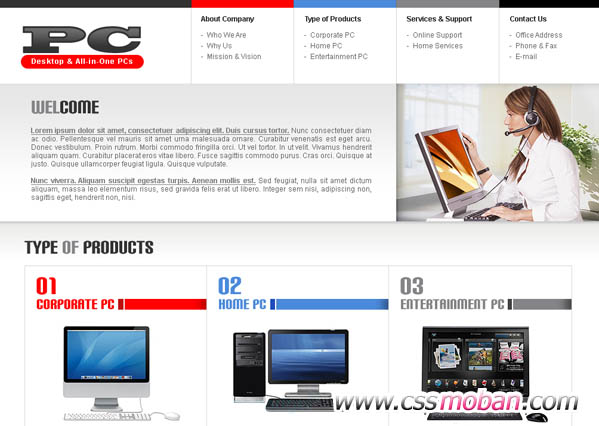 PC
Desktop & All-in-One PCs
About Company
Who We Are
Why Us
Mission & Vision
Type of Products
Corporate PC
Home PC
Entertainment PC
Services & Support
Online Support
Home Services
Contact Us
Office Address
Phone & Fax
E-mail
WELCOME
Lorem ipsum dolor sit amet, consectetuer adipiscing elit. Duis cursus tortor. Nunc consectetuer diam
ac odio. Pellentesque vel mauris sit amet urna malesuada ornare. Curabitur venenatis est eget arcu.
Donec vestibulum. Proin rutrum. Morbi commodo fringilla orci. Ut vel tortor. In ut velit. Vivamus hendrerit
aliquam quam. Curabitur placerat eros vitae libero. Fusce sagittis commodo purus. Cras orci. Quisque at
justo. Quisque ullamcorper feugiat ligula. Quisque vulputate.
Nunc viverra. Aliquam suscipit egestas turpis. Aenean mollis est. Sed feugiat, nulla sit amet dictum
aliquam, massa leo elementum risus, sed gravida felis erat ut libero. Integer sem nisi, adipiscing non,
sagittis eget, hendrerit non, nisi.
TYPE OF PRODUCTS
01
CORPORATE PC
02
HOME PC
03
ENTERTAINMENT PC
www.cssmoban.com